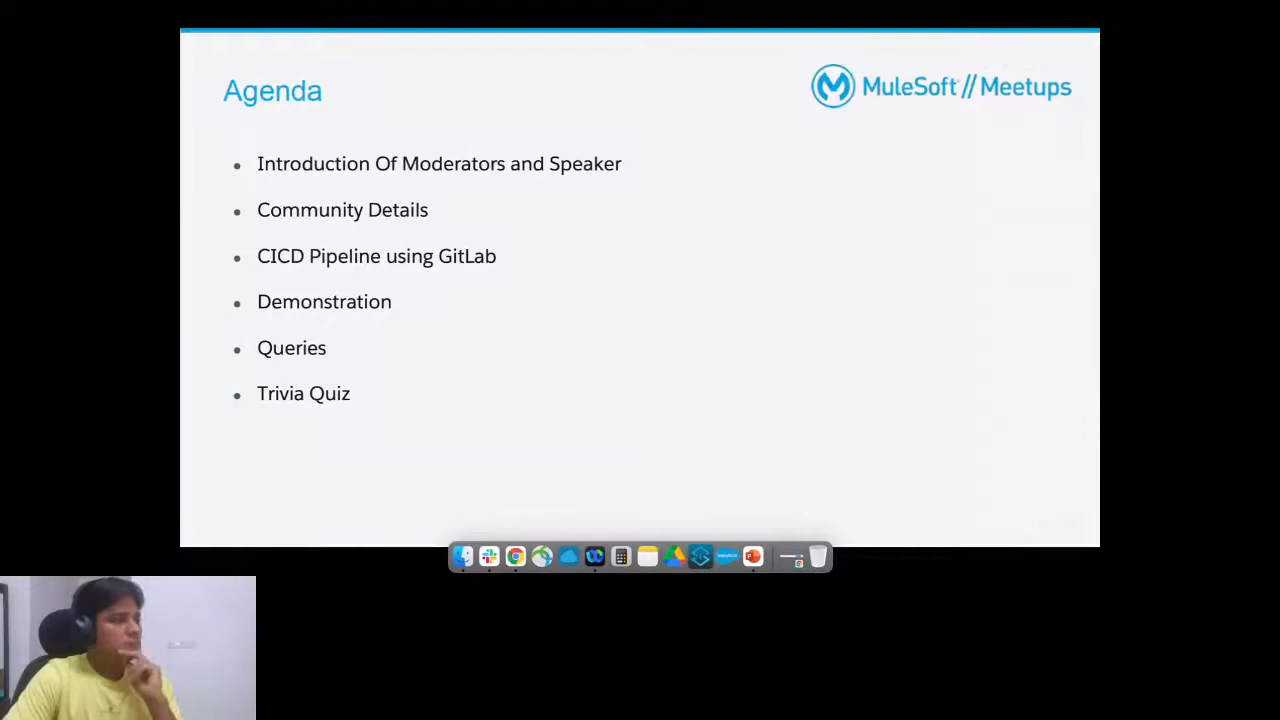 Agenda
MuleSoft // Meetups
Introduction Of Moderators and Speaker
Community Details
CICD Pipeline using GitLab
Demonstration
Queries
Trivia Quiz